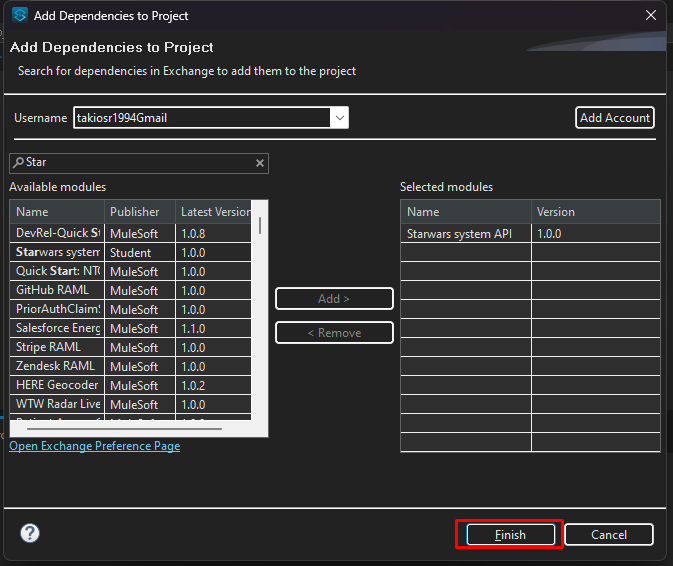 Add Dependencies to Project
Add Dependencies to Project
Search for dependencies in Exchange to add them to the project
Username takiosr1994Gmail Add Account
Star
Available modules
Name Publisher Latest Version
DevRel-Quick St MuleSoft 1.0.8
Starwars system Student 1.0.0
Quick Start: NTO MuleSoft 1.0.0
GitHub RAML MuleSoft 1.0.0
PriorAuthClaimS MuleSoft 1.0.0
Salesforce Energ MuleSoft 1.1.0
Stripe RAML MuleSoft 1.0.0
Zendesk RAML MuleSoft 1.0.0
HERE Geocoder MuleSoft 1.0.2
WTW Radar Live MuleSoft 1.0.0
Open Exchange Preference Page
Add >
< Remove
Selected modules
Name Version
Starwars system API 1.0.0
? Finish Cancel